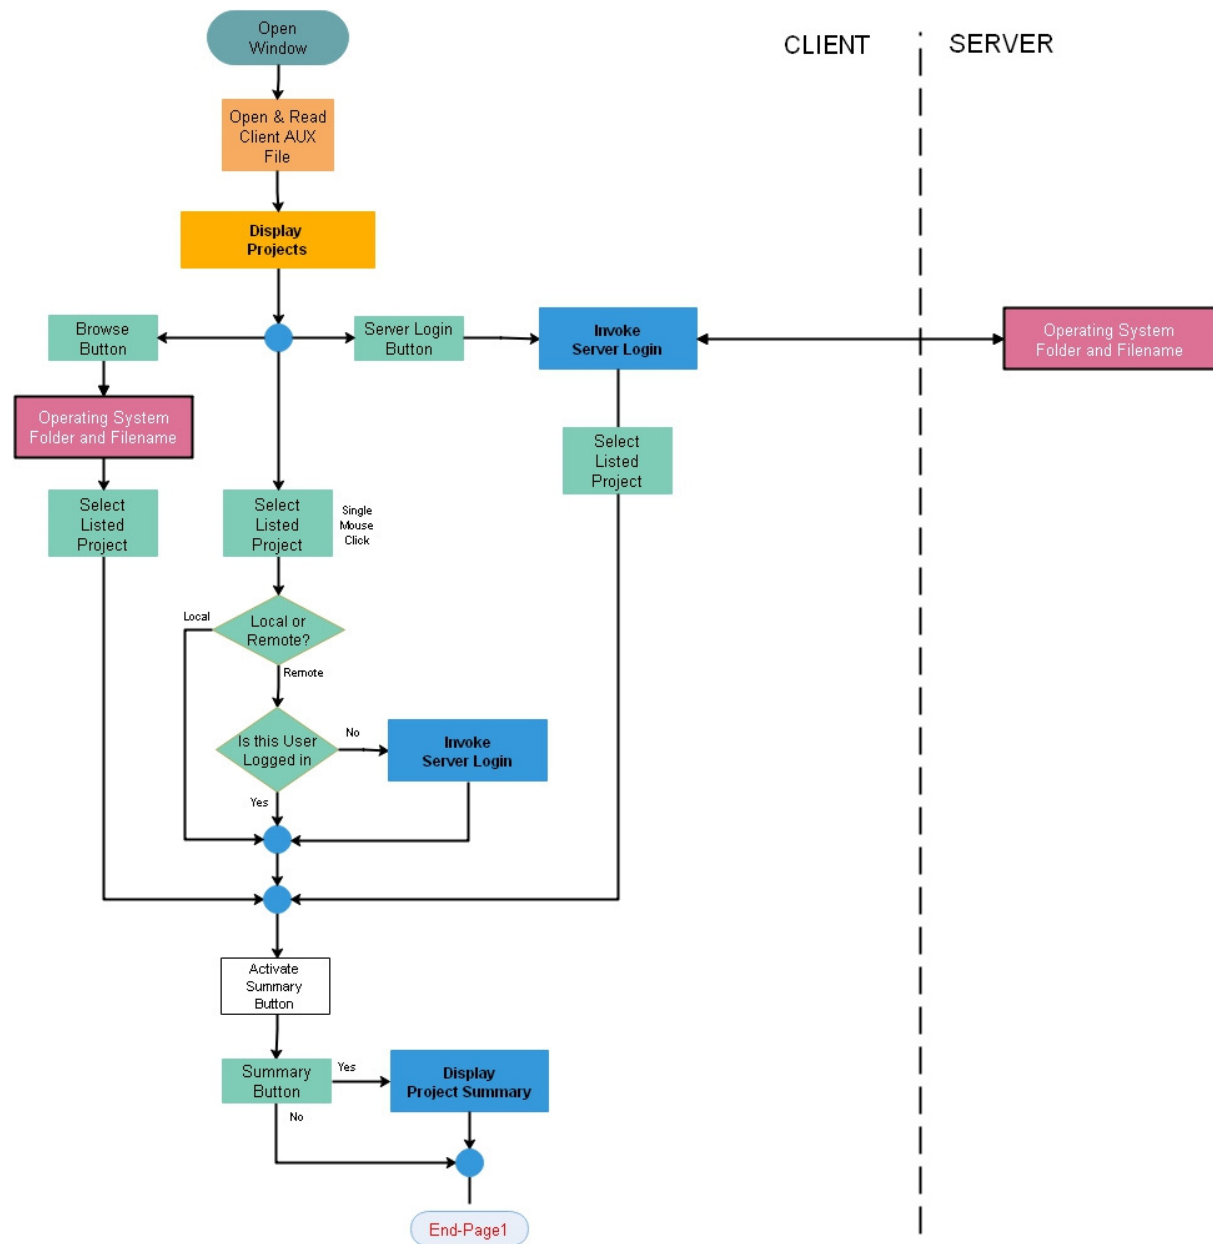 Open
Window
CLIENT
SERVER
Open & Read
Client AUX
File
Display
Projects
Browse
Button
Server Login
Button
Invoke
Server Login
Operating System
Folder and Filename
Operating System
Folder and Filename
Select
Listed
Project
Select
Listed
Project
Select
Listed
Project
Single
Mouse
Click
Local
Local or
Remote?
Remote
Is this User
Logged in
No
Invoke
Server Login
Yes
Activate
Summary
Button
Summary
Button
Yes
Display
Project Summary
No
End-Page1